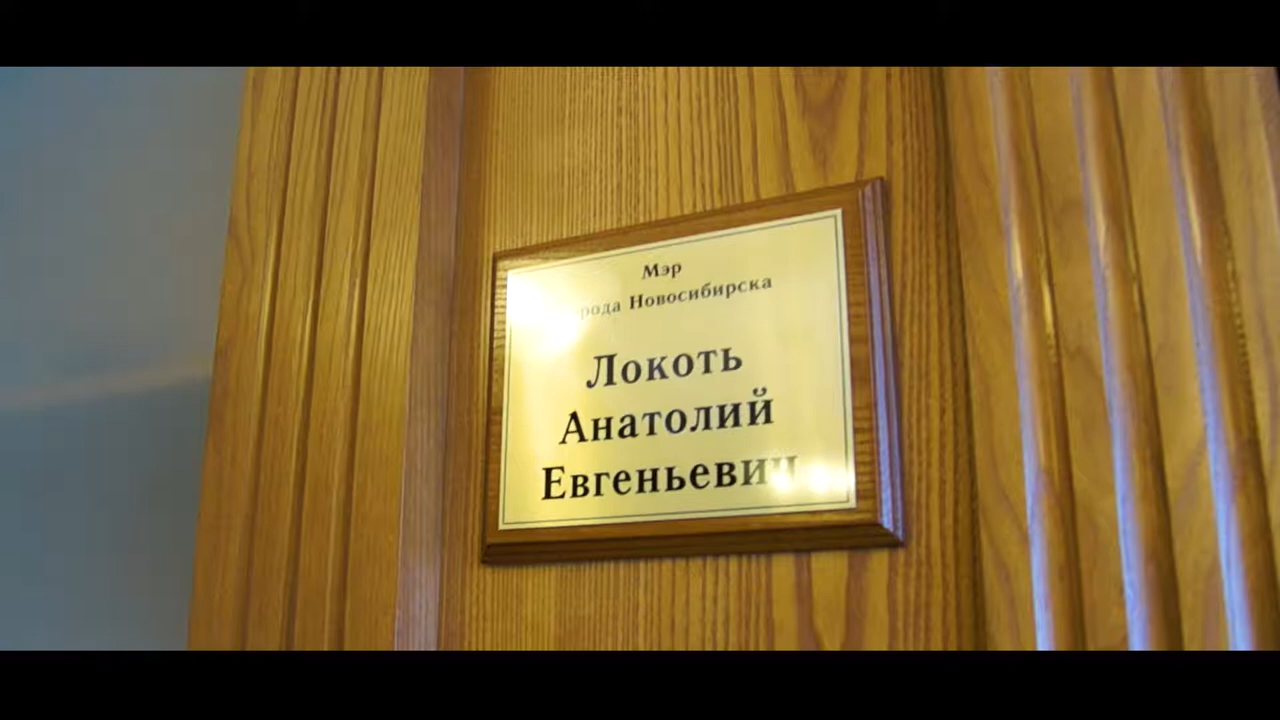 Мэр
Новосибирска
Локоть
Анатолий
Евгеньевич